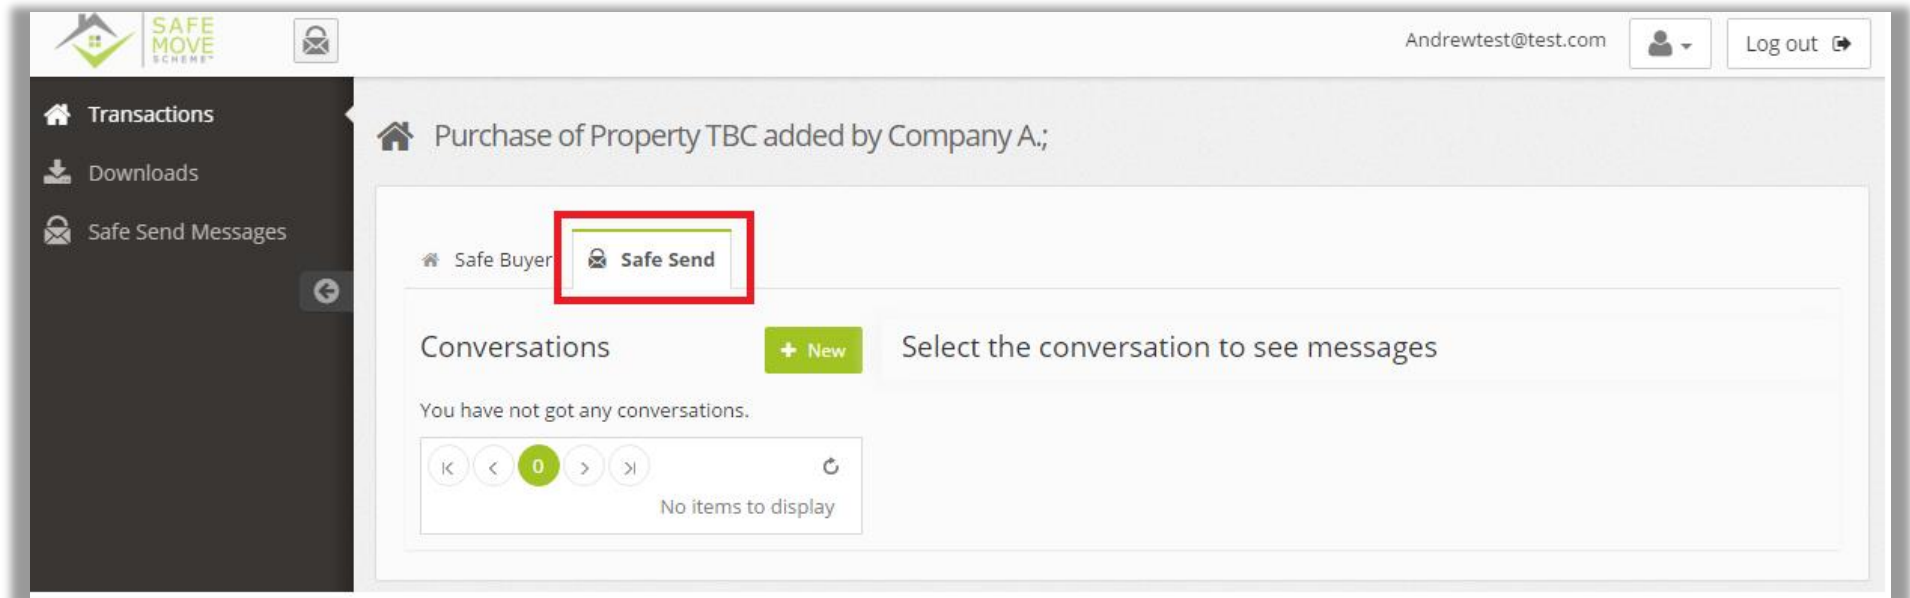 SAFE
MOVE
SCHEME™
Andrewtest@test.com
Log out
Transactions
Downloads
Safe Send Messages
Purchase of Property TBC added by Company A.;
Safe Buyer
Safe Send
Conversations
+ New
Select the conversation to see messages
You have not got any conversations.
0
No items to display